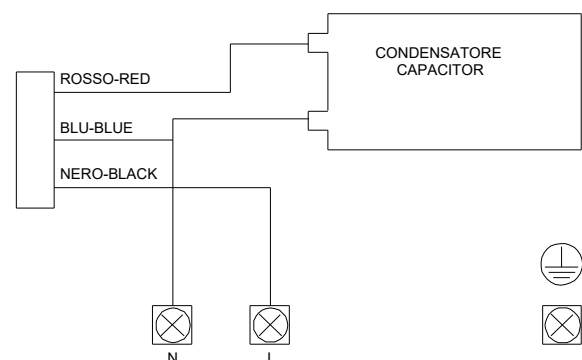 CONDENSATORE
CAPACITOR
ROSSO-RED
BLU-BLUE
NERO-BLACK
N L